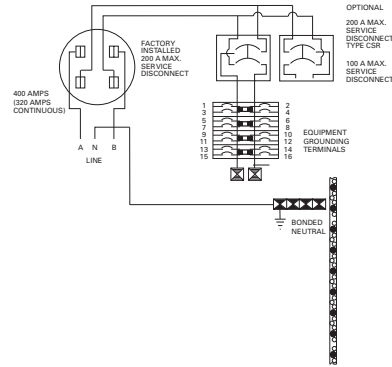 OPTIONAL
200 A MAX.
SERVICE
DISCONNECT
TYPE CSR
100 A MAX.
SERVICE
DISCONNECT
FACTORY
INSTALLED
200 A MAX.
SERVICE
DISCONNECT
400 AMPS
(320 AMPS
CONTINUOUS)
A N B
LINE
1 2
3 4
5 6
7 8
9 10
11 12
13 14
15 16
EQUIPMENT
GROUNDING
TERMINALS
BONDED
NEUTRAL